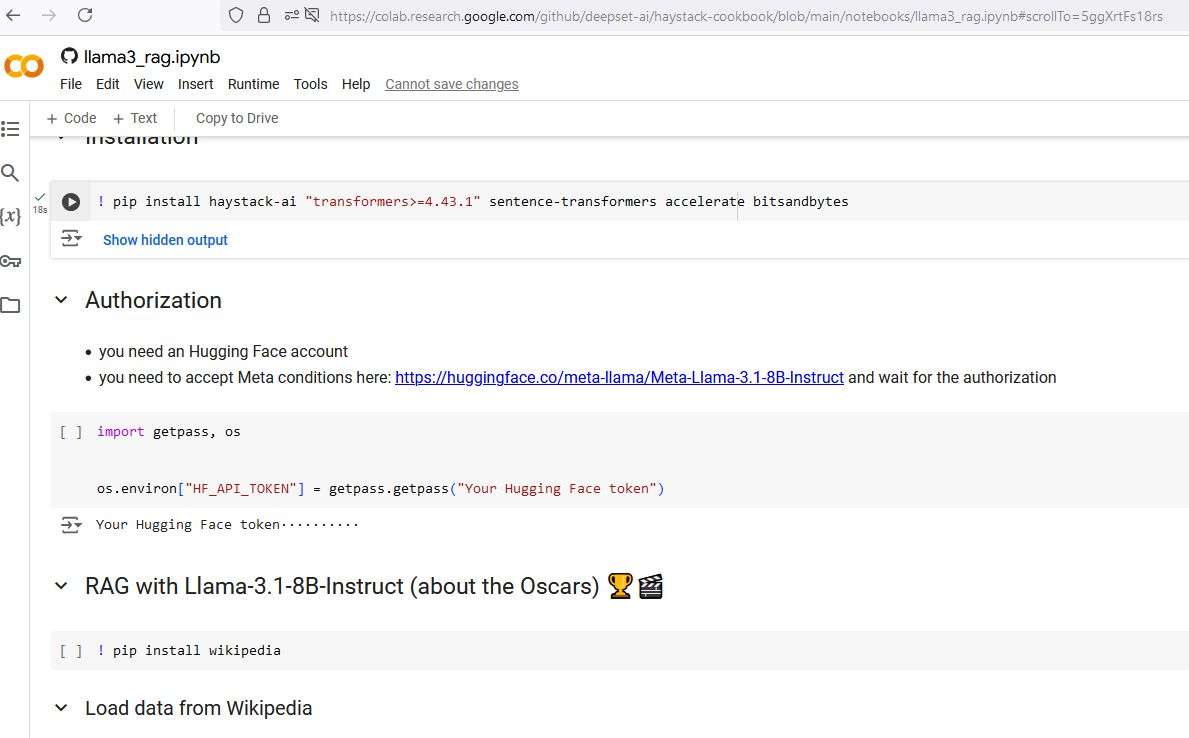 https://colab.research.google.com/github/deepset-ai/haystack-cookbook/blob/main/notebooks/llama3_rag.ipynb#scrollTo=5ggXrtFs18rs
llama3_rag.ipynb
File Edit View Insert Runtime Tools Help Cannot save changes
+ Code + Text Copy to Drive
Installation
! pip install haystack-ai "transformers>=4.43.1" sentence-transformers accelerate bitsandbytes
18s
Show hidden output
Authorization
• you need an Hugging Face account
• you need to accept Meta conditions here: https://huggingface.co/meta-llama/Meta-Llama-3.1-8B-Instruct and wait for the authorization
[ ] import getpass, os
os.environ["HF_API_TOKEN"] = getpass.getpass("Your Hugging Face token")
Your Hugging Face token··········
RAG with Llama-3.1-8B-Instruct (about the Oscars) 🏆🎬
[ ] ! pip install wikipedia
Load data from Wikipedia